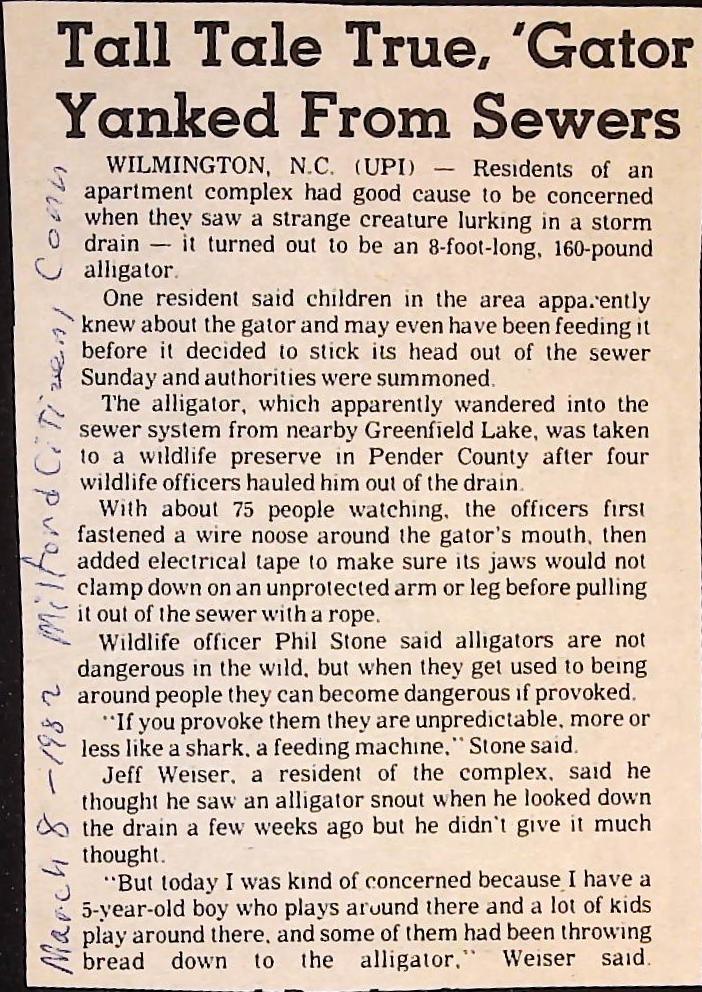 Tall Tale True, 'Gator
Yanked From Sewers
WILMINGTON, N.C. (UPI) — Residents of an
apartment complex had good cause to be concerned
when they saw a strange creature lurking in a storm
drain — it turned out to be an 8-foot-long, 160-pound
alligator.
One resident said children in the area apparently
knew about the gator and may even have been feeding it
before it decided to stick its head out of the sewer
Sunday and authorities were summoned.
The alligator, which apparently wandered into the
sewer system from nearby Greenfield Lake, was taken
to a wildlife preserve in Pender County after four
wildlife officers hauled him out of the drain.
With about 75 people watching, the officers first
fastened a wire noose around the gator's mouth, then
added electrical tape to make sure its jaws would not
clamp down on an unprotected arm or leg before pulling
it out of the sewer with a rope.
Wildlife officer Phil Stone said alligators are not
dangerous in the wild, but when they get used to being
around people they can become dangerous if provoked.
"If you provoke them they are unpredictable, more or
less like a shark, a feeding machine," Stone said.
Jeff Weiser, a resident of the complex, said he
thought he saw an alligator snout when he looked down
the drain a few weeks ago but he didn't give it much
thought.
"But today I was kind of concerned because I have a
5-year-old boy who plays around there and a lot of kids
play around there, and some of them had been throwing
bread down to the alligator," Weiser said.
March 8 - 1982 Milford Citizen, Conn